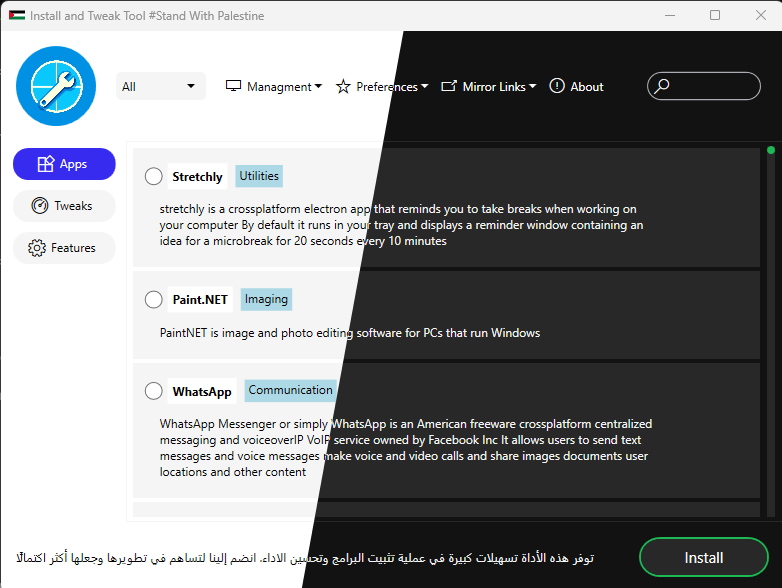 Install and Tweak Tool #Stand With Palestine
All
Managment
Preferences
Mirror Links
About
Apps
Tweaks
Features
Stretchly
Utilities
stretchly is a crossplatform electron app that reminds you to take breaks when working on
your computer By default it runs in your tray and displays a reminder window containing an
idea for a microbreak for 20 seconds every 10 minutes
Paint.NET
Imaging
PaintNET is image and photo editing software for PCs that run Windows
WhatsApp
Communication
WhatsApp Messenger or simply WhatsApp is an American freeware crossplatform centralized
messaging and voiceoverIP VoIP service owned by Facebook Inc It allows users to send text
messages and voice messages make voice and video calls and share images documents user
locations and other content
توفر هذه الأداة تسهيلات كبيرة في عملية تثبيت البرامج وتحسين الاداء. انضم إلينا لتساهم في تطويرها وجعلها أكثر اكتمالًا
Install